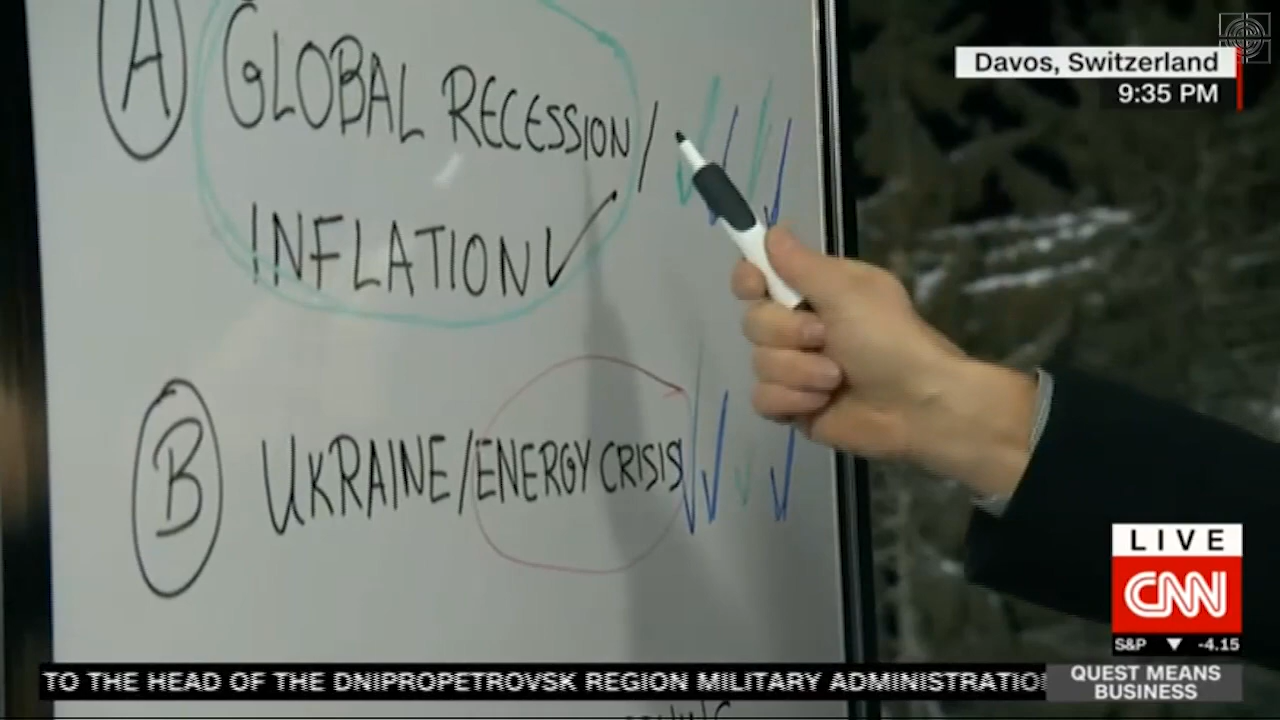 Davos, Switzerland
9:35 PM
A GLOBAL RECESSION/
INFLATION
B UKRAINE/ENERGY CRISIS
LIVE
CNN
S&P ▼ -4.15
TO THE HEAD OF THE DNIPROPETROVSK REGION MILITARY ADMINISTRATIO
QUEST MEANS
BUSINESS